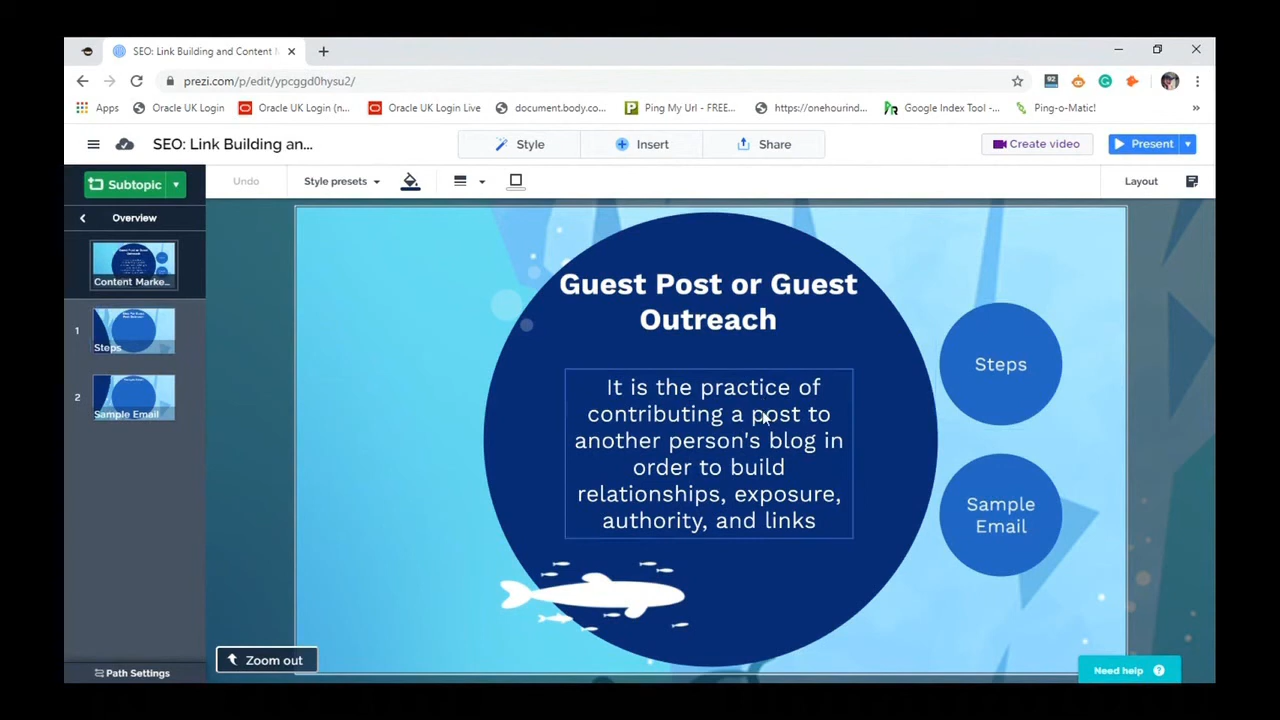 SEO: Link Building and Content M
prezi.com/p/edit/ypcggd0hysu2/
92
Apps
Oracle UK Login
Oracle UK Login (n...
Oracle UK Login Live
document.body.co...
Ping My Url - FREE...
https://onehourind...
Google Index Tool -...
Ping-o-Matic!
SEO: Link Building an...
Style
Insert
Share
Create video
Present
Subtopic
Undo
Style presets
Layout
Overview
Content Marke...
1
Steps
2
Sample Email
Guest Post or Guest
Outreach
It is the practice of
contributing a post to
another person's blog in
order to build
relationships, exposure,
authority, and links
Steps
Sample
Email
Zoom out
Path Settings
Need help ?